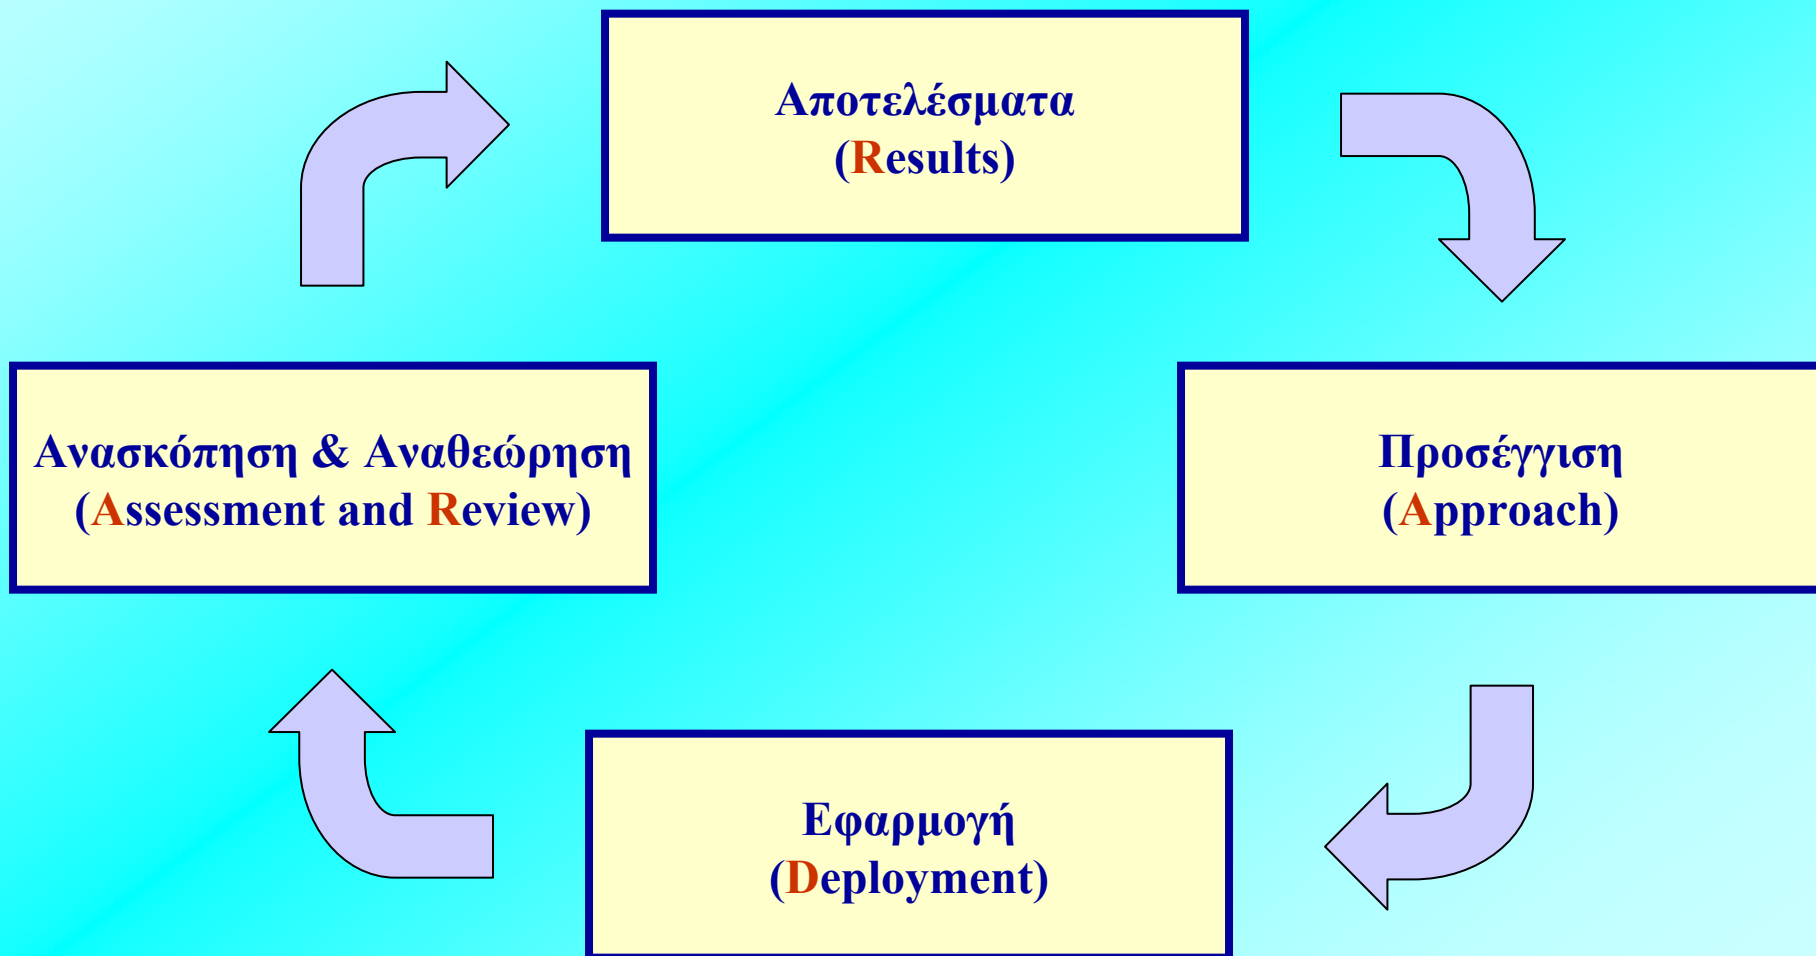 Αποτελέσματα
(Results)
Ανασκόπηση & Αναθεώρηση
(Assessment and Review)
Προσέγγιση
(Approach)
Εφαρμογή
(Deployment)